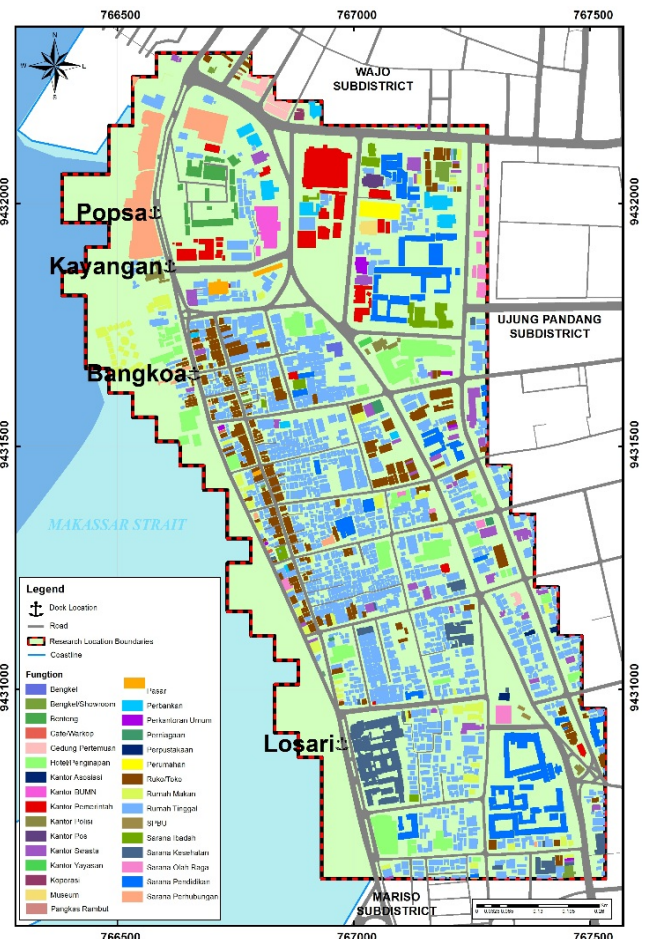 766500
767000
767500
N
W
L
S
WAJO
SUBDISTRICT
9432000
9432000
Popsa
Kayangan
UJUNG PANDANG
SUBDISTRICT
Bangkoa
9431500
9431500
MAKASSAR STRAIT
Legend
Dock Location
Road
Research Location Boundaries
Coastline
Fungtion
Bengkel
Bengkel/Showroom
Benteng
Cafe/Warkop
Gedung Pertemuan
Hotel/Penginapan
Kantor Asosiasi
Kantor BUMN
Kantor Pemerintah
Kantor Polisi
Kantor Pos
Kantor Swasta
Kantor Yayasan
Koperasi
Museum
Pangkas Rambut
Pasar
Perbankan
Perkantoran Umum
Perniagaan
Perpustakaan
Perumahan
Ruko/Toko
Rumah Makan
Rumah Tinggal
SPBU
Sarana Ibadah
Sarana Kesehatan
Sarana Olah Raga
Sarana Pendidikan
Sarana Perhubungan
9431000
9431000
Losari
MARISO
SUBDISTRICT
766500
767000
767500